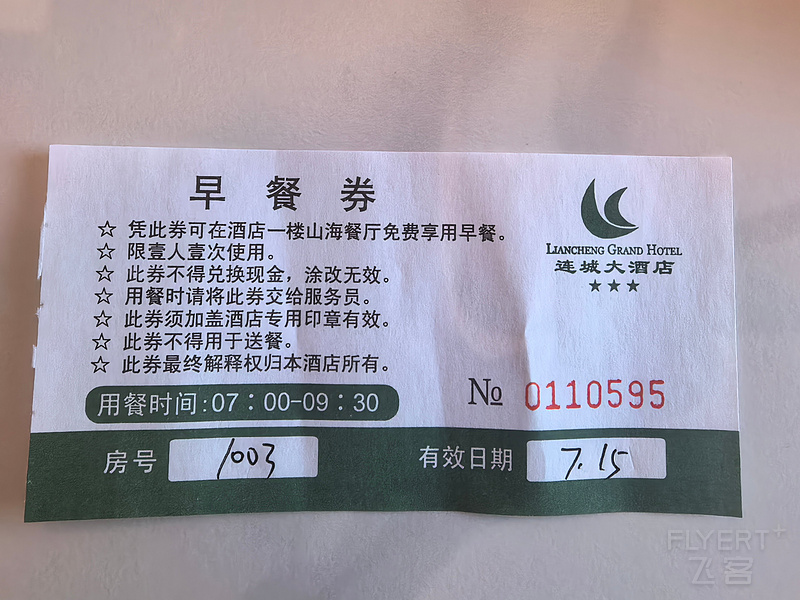 早餐券
☆ 凭此券可在酒店一楼山海餐厅免费享用早餐。
☆ 限壹人壹次使用。
☆ 此券不得兑换现金，涂改无效。
☆ 用餐时请将此券交给服务员。
☆ 此券须加盖酒店专用印章有效。
☆ 此券不得用于送餐。
☆ 此券最终解释权归本酒店所有。
用餐时间:07：00-09：30
LIANCHENG GRAND HOTEL
连城大酒店
★★★
№ 0110595
房号 1003
有效日期 7.15
FLYERT+
飞客